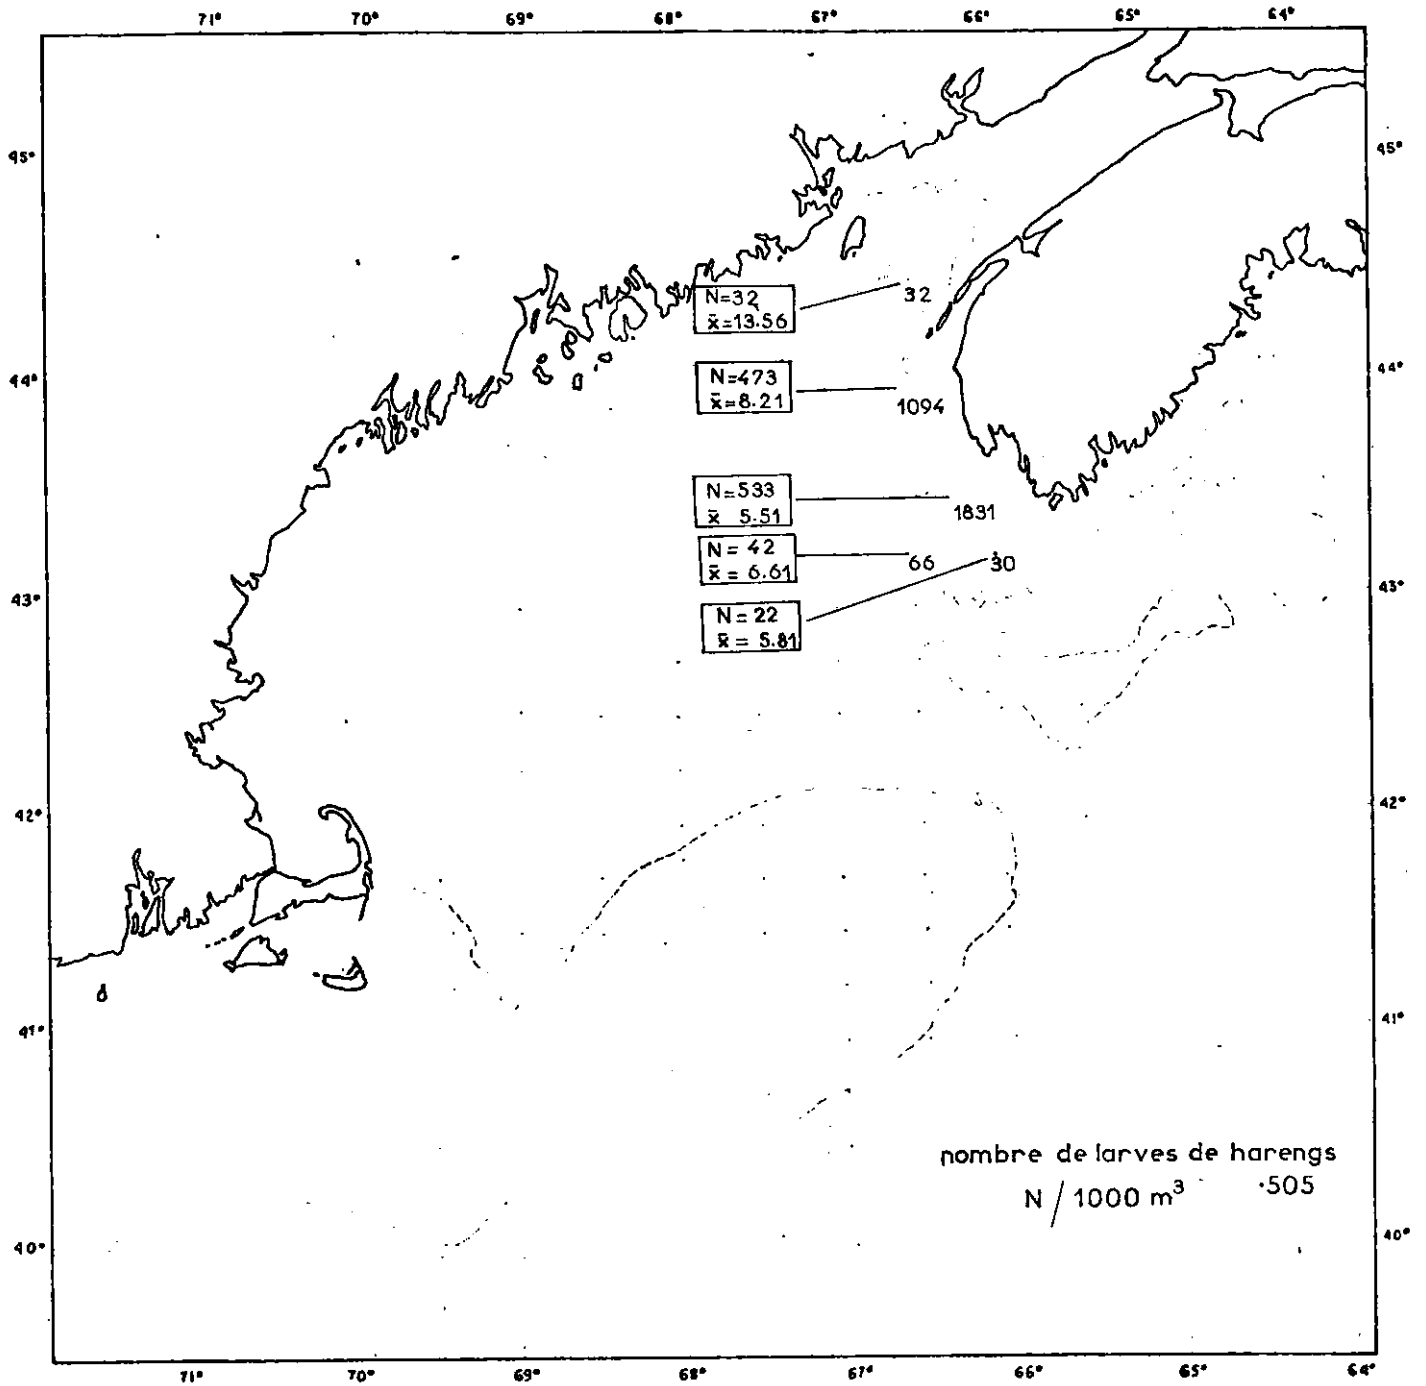 71° 70° 69° 68° 67° 66° 65° 64°
45° 45°
N=32
x̄=13.56
32
44° 44°
N=473
x̄=8.21
1094
N=533
x̄ 5.51
1831
N= 42
x̄ = 6.61
66
30
43° 43°
N= 22
x̄ = 5.81
42° 42°
41° 41°
nombre de larves de harengs
N / 1000 m³ ·505
40° 40°
71° 70° 69° 68° 67° 66° 65° 64°